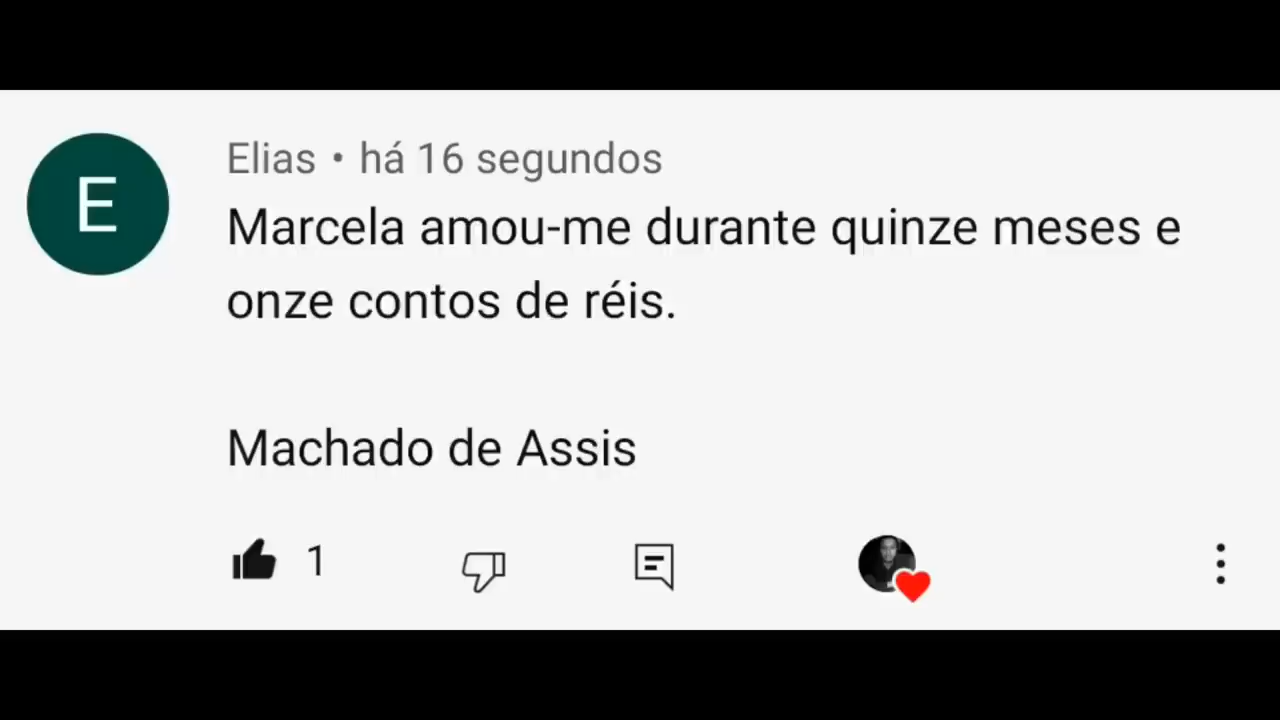 E
Elias • há 16 segundos
Marcela amou-me durante quinze meses e
onze contos de réis.
Machado de Assis
1